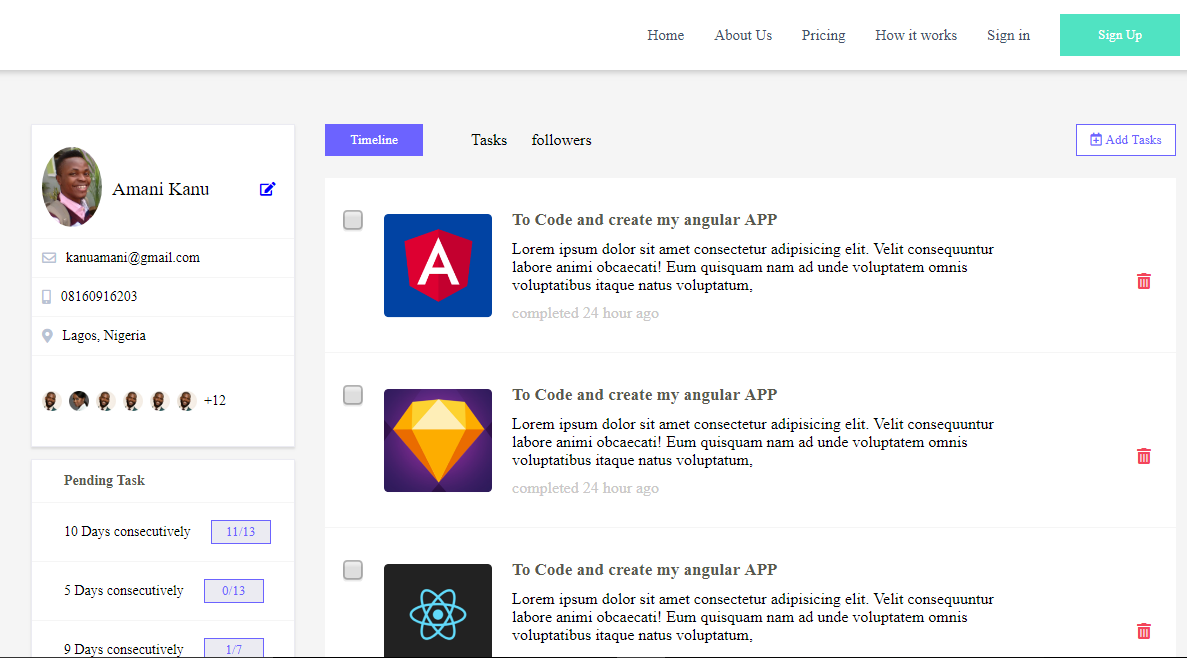 Home About Us Pricing How it works Sign in Sign Up
Timeline Tasks followers Add Tasks
Amani Kanu
kanuamani@gmail.com
08160916203
Lagos, Nigeria
+12
Pending Task
10 Days consecutively 11/13
5 Days consecutively 0/13
9 Days consecutively 1/7
To Code and create my angular APP
Lorem ipsum dolor sit amet consectetur adipisicing elit. Velit consequuntur
labore animi obcaecati! Eum quisquam nam ad unde voluptatem omnis
voluptatibus itaque natus voluptatum,
completed 24 hour ago
To Code and create my angular APP
Lorem ipsum dolor sit amet consectetur adipisicing elit. Velit consequuntur
labore animi obcaecati! Eum quisquam nam ad unde voluptatem omnis
voluptatibus itaque natus voluptatum,
completed 24 hour ago
To Code and create my angular APP
Lorem ipsum dolor sit amet consectetur adipisicing elit. Velit consequuntur
labore animi obcaecati! Eum quisquam nam ad unde voluptatem omnis
voluptatibus itaque natus voluptatum,